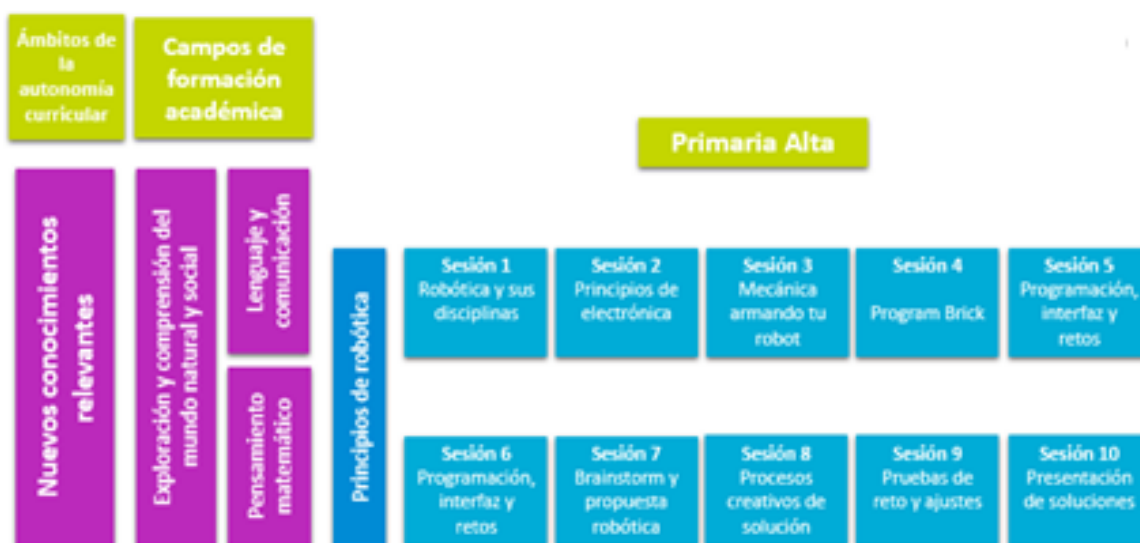 Ámbitos de
la
autonomía
curricular
Campos de
formación
académica
Primaria Alta
Nuevos conocimientos
relevantes
Exploración y comprensión del
mundo natural y social
Lenguaje y
comunicación
Pensamiento
matemático
Principios de robótica
Sesión 1
Robótica y sus
disciplinas
Sesión 2
Principios de
electrónica
Sesión 3
Mecánica
armando tu
robot
Sesión 4
Program Brick
Sesión 5
Programación,
interfaz y
retos
Sesión 6
Programación,
interfaz y
retos
Sesión 7
Brainstorm y
propuesta
robótica
Sesión 8
Procesos
creativos de
solución
Sesión 9
Pruebas de
reto y ajustes
Sesión 10
Presentación
de soluciones